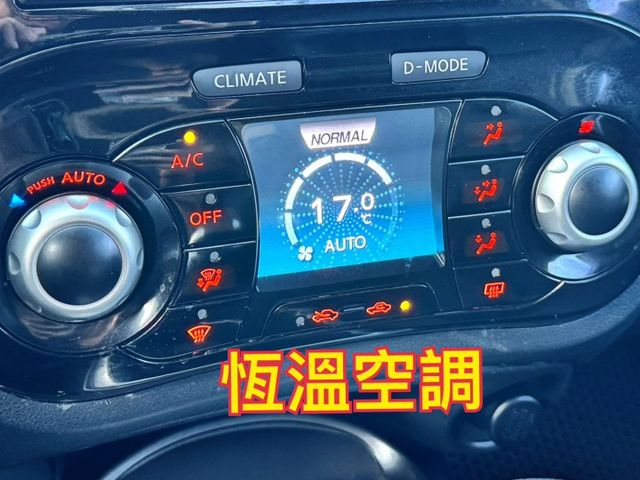 CLIMATE
D-MODE
NORMAL
A/C
PUSH AUTO
OFF
17.0
°C
AUTO
恆溫空調